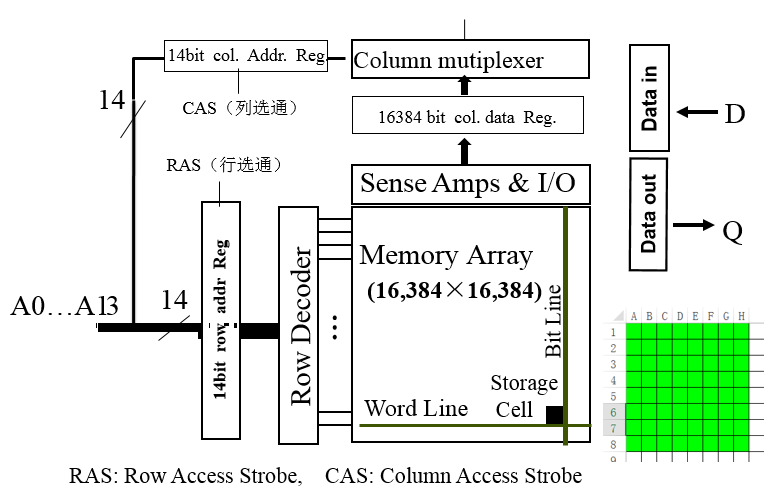 14bit col. Addr. Reg.
Column mutiplexer
14
CAS（列选通）
16384 bit col. data Reg.
Data in
D
RAS（行选通）
Sense Amps & I/O
Data out
Q
14bit row addr Reg
Row Decoder
Memory Array
(16,384×16,384)
A0…A13
14
…
Bit Line
Storage
Cell
Word Line
A B C D E F G H
1
2
3
4
5
6
7
8
9
RAS: Row Access Strobe, CAS: Column Access Strobe